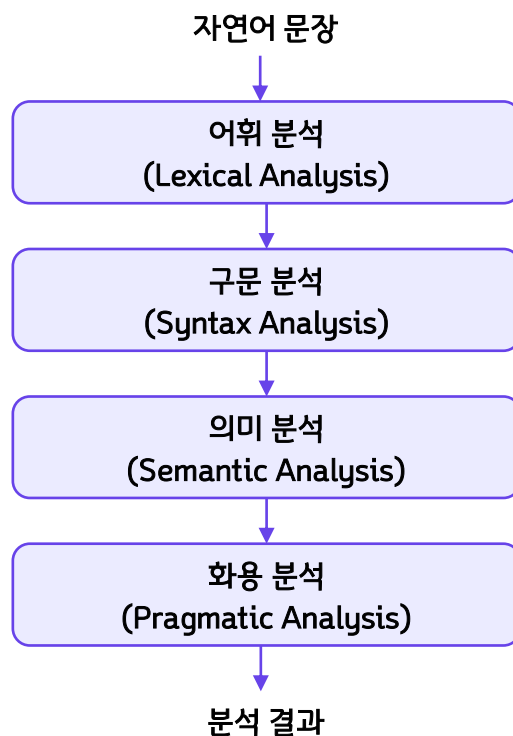 자연어 문장
어휘 분석
(Lexical Analysis)
구문 분석
(Syntax Analysis)
의미 분석
(Semantic Analysis)
화용 분석
(Pragmatic Analysis)
분석 결과